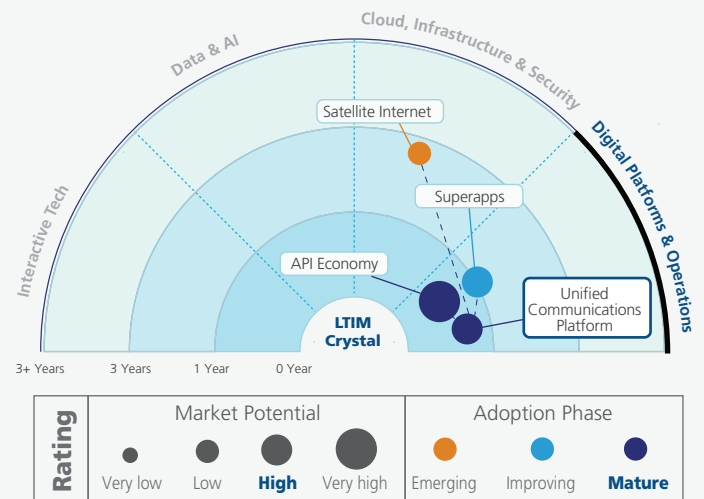 Cloud, Infrastructure & Security
Data & AI
Interactive Tech
Digital Platforms & Operations
Satellite Internet
Superapps
API Economy
Unified
Communications
Platform
LTIM
Crystal
3+ Years
3 Years
1 Year
0 Year
Rating
Market Potential
Adoption Phase
Very low
Low
High
Very high
Emerging
Improving
Mature